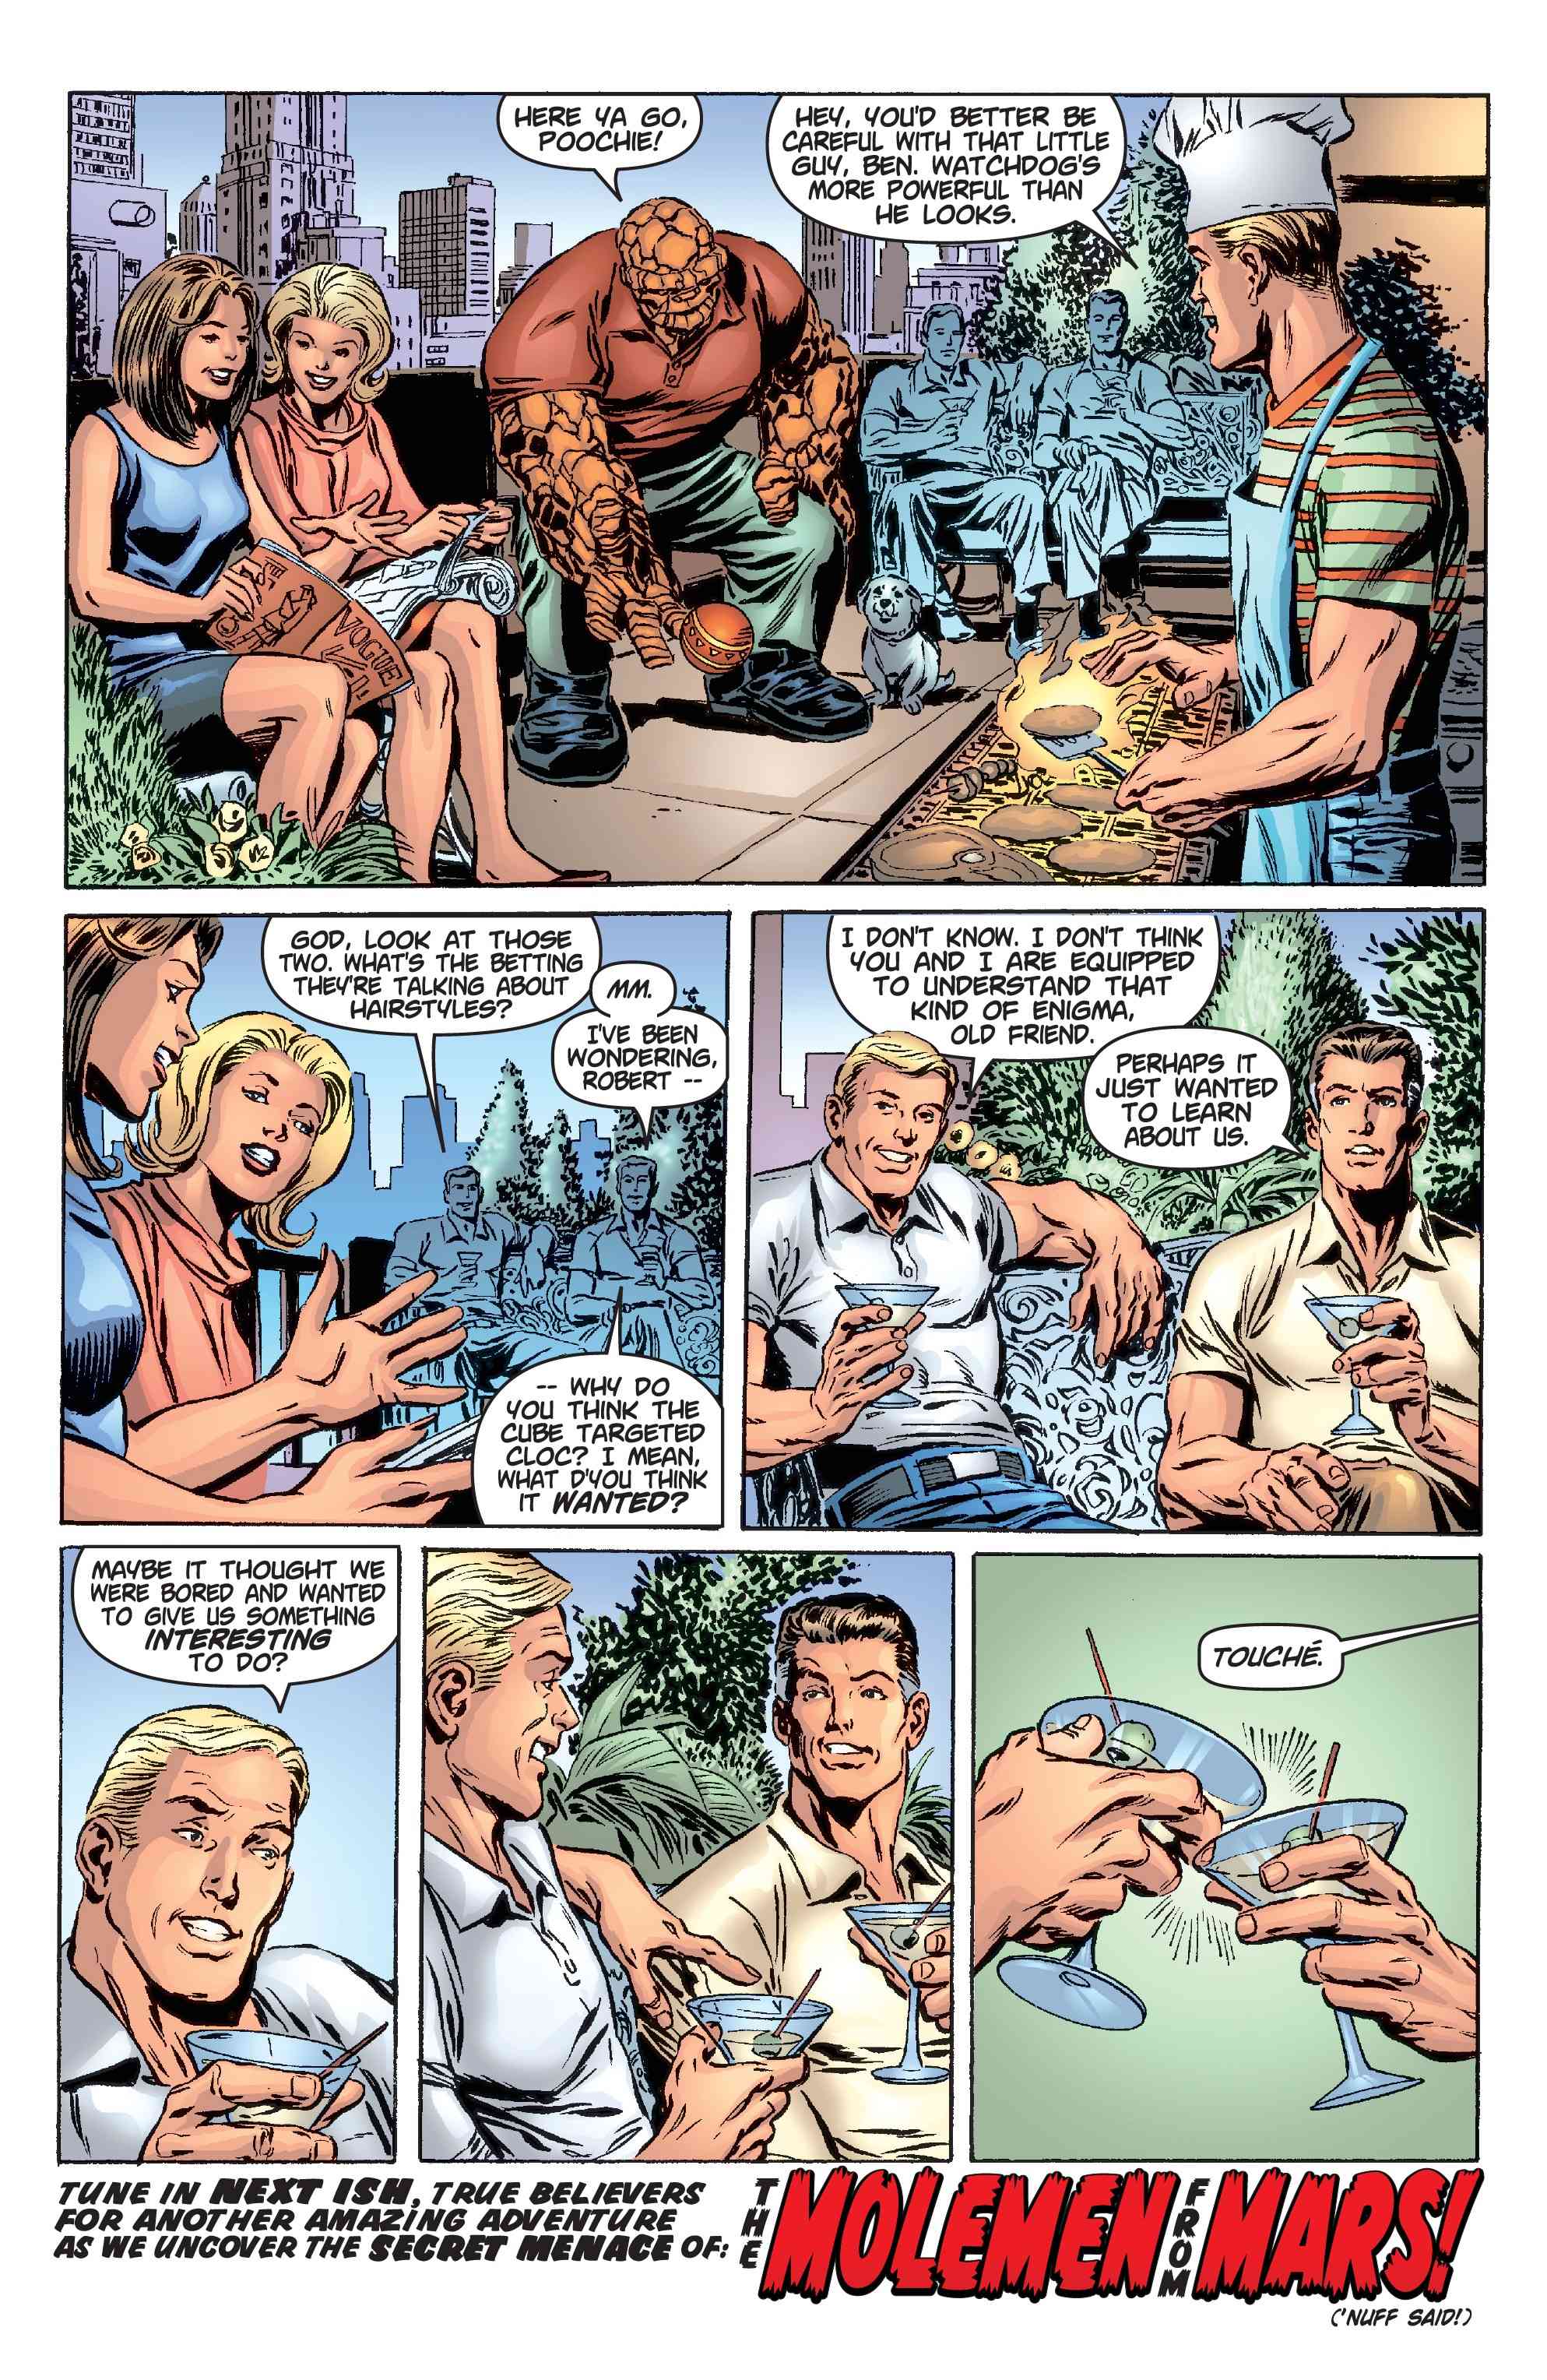 HERE YA GO,
POOCHIE!
HEY, YOU'D BETTER BE
CAREFUL WITH THAT LITTLE
GUY, BEN. WATCHDOG'S
MORE POWERFUL THAN
HE LOOKS.
VOGUE
GOD, LOOK AT THOSE
TWO. WHAT'S THE BETTING
THEY'RE TALKING ABOUT
HAIRSTYLES?
MM.
I'VE BEEN
WONDERING,
ROBERT --
-- WHY DO
YOU THINK THE
CUBE TARGETED
CLOC? I MEAN,
WHAT D'YOU THINK
IT WANTED?
I DON'T KNOW. I DON'T THINK
YOU AND I ARE EQUIPPED
TO UNDERSTAND THAT
KIND OF ENIGMA,
OLD FRIEND.
PERHAPS IT
JUST WANTED
TO LEARN
ABOUT US.
MAYBE IT THOUGHT WE
WERE BORED AND WANTED
TO GIVE US SOMETHING
INTERESTING
TO DO?
TOUCHÉ.
TUNE IN NEXT ISH, TRUE BELIEVERS
FOR ANOTHER AMAZING ADVENTURE
AS WE UNCOVER THE SECRET MENACE OF:
THE MOLEMEN FROM MARS!
('NUFF SAID!)